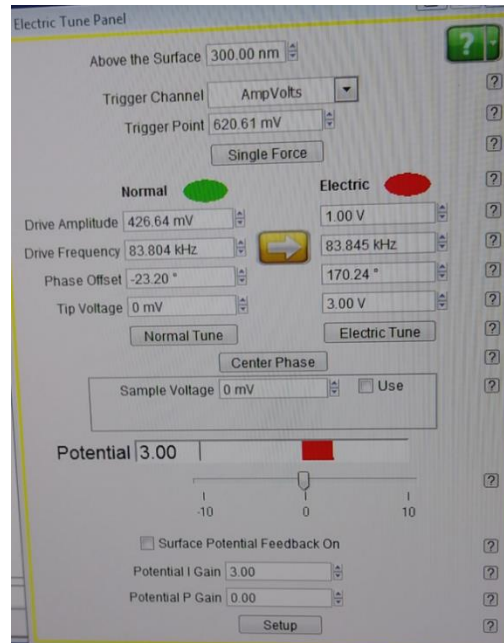 Electric Tune Panel
Above the Surface 300.00 nm
?
Trigger Channel AmpVolts
?
Trigger Point 620.61 mV
?
Single Force
?
Normal Electric
?
Drive Amplitude 426.64 mV 1.00 V
?
Drive Frequency 83.804 kHz 83.845 kHz
?
Phase Offset -23.20 ° 170.24 °
?
Tip Voltage 0 mV 3.00 V
?
Normal Tune Electric Tune
?
Center Phase
?
Sample Voltage 0 mV Use
?
Potential 3.00
?
-10 0 10
Surface Potential Feedback On
?
Potential I Gain 3.00
?
Potential P Gain 0.00
?
Setup
?